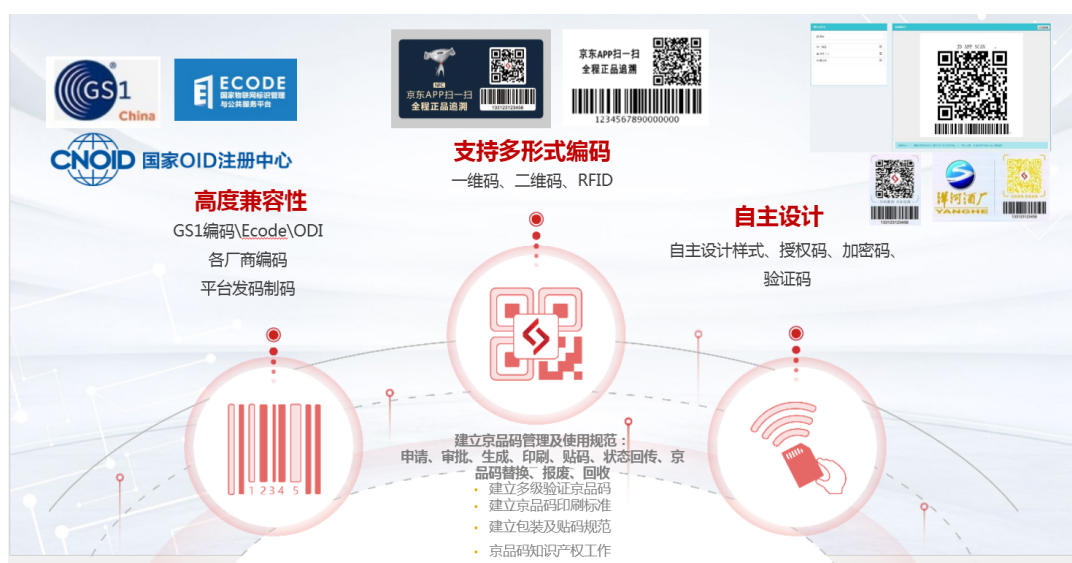 GS1
China
ECODE
国家物联网标识管理
与公共服务平台
CNOID 国家OID注册中心
高度兼容性
GS1编码\Ecode\ODI
各厂商编码
平台发码制码
NFC
京东APP扫一扫
全程正品追溯
133123123456
京东APP扫一扫
全程正品追溯
1234567890000000
支持多形式编码
一维码、二维码、RFID
JD APP SCAN
洋河酒厂
YANGHE
133123123456
133123123456
自主设计
自主设计样式、授权码、加密码、
验证码
1 2 3 4 5
建立京品码管理及使用规范：
申请、审批、生成、印刷、贴码、状态回传、京
品码替换、报废、回收
• 建立多级验证京品码
• 建立京品码印刷标准
• 建立包装及贴码规范
• 京品码知识产权工作